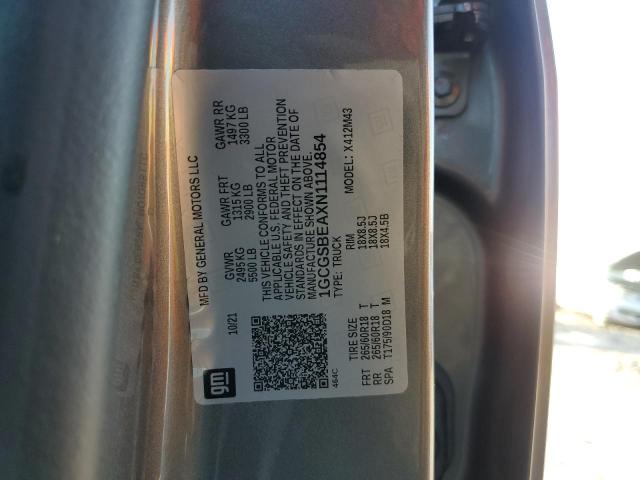 MFD BY GENERAL MOTORS LLC
10/21
GVWR
2495 KG
5500 LB
GAWR FRT
1315 KG
2900 LB
GAWR RR
1497 KG
3300 LB
THIS VEHICLE CONFORMS TO ALL
APPLICABLE U.S. FEDERAL MOTOR
VEHICLE SAFETY AND THEFT PREVENTION
STANDARDS IN EFFECT ON THE DATE OF
MANUFACTURE SHOWN ABOVE.
1GCGSBEAXN1114854
TYPE: TRUCK
MODEL: X412M43
gm
464C
TIRE SIZE RIM
FRT 265/60R18 T 18X8.5J
RR 265/60R18 T 18X8.5J
SPA T175/90D18 M 18X4.5B